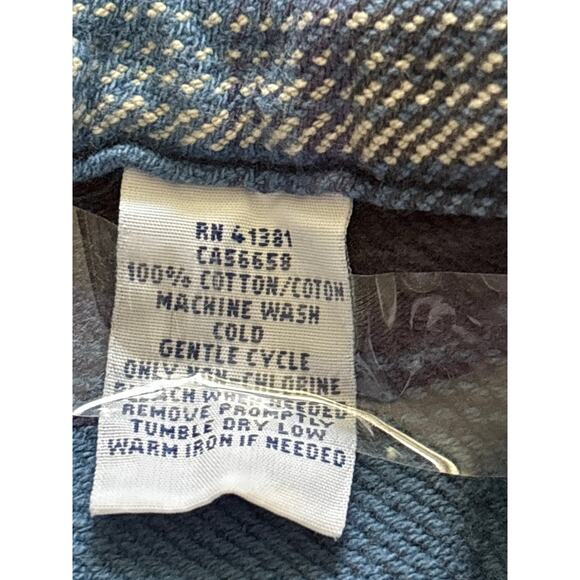 RN 41381
CA56658
100% COTTON/COTON
MACHINE WASH
COLD
GENTLE CYCLE
ONLY NON-CHLORINE
BLEACH WHEN NEEDED
REMOVE PROMPTLY
TUMBLE DRY LOW
WARM IRON IF NEEDED